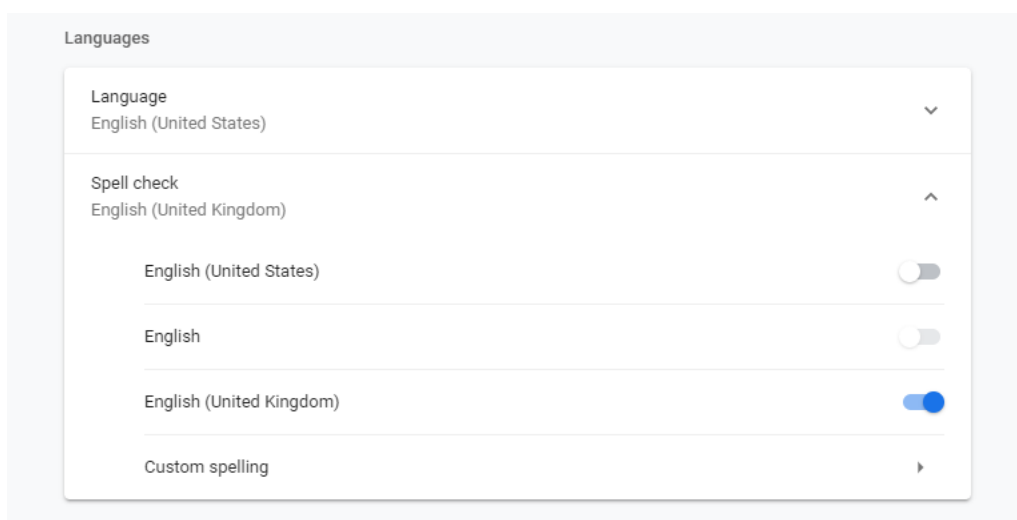 Languages
Language
English (United States)
Spell check
English (United Kingdom)
English (United States)
English
English (United Kingdom)
Custom spelling